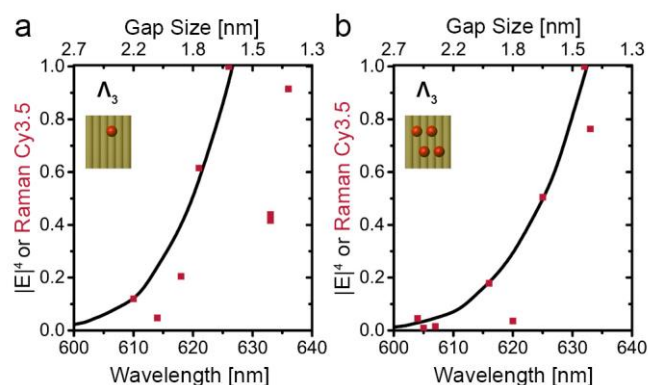 a
Gap Size [nm]
2.7 2.2 1.8 1.5 1.3
Λ3
|E|4 or Raman Cy3.5
1.0
0.8
0.6
0.4
0.2
0.0
600 610 620 630 640
Wavelength [nm]
b
Gap Size [nm]
2.7 2.2 1.8 1.5 1.3
Λ3
|E|4 or Raman Cy3.5
1.0
0.8
0.6
0.4
0.2
0.0
600 610 620 630 640
Wavelength [nm]